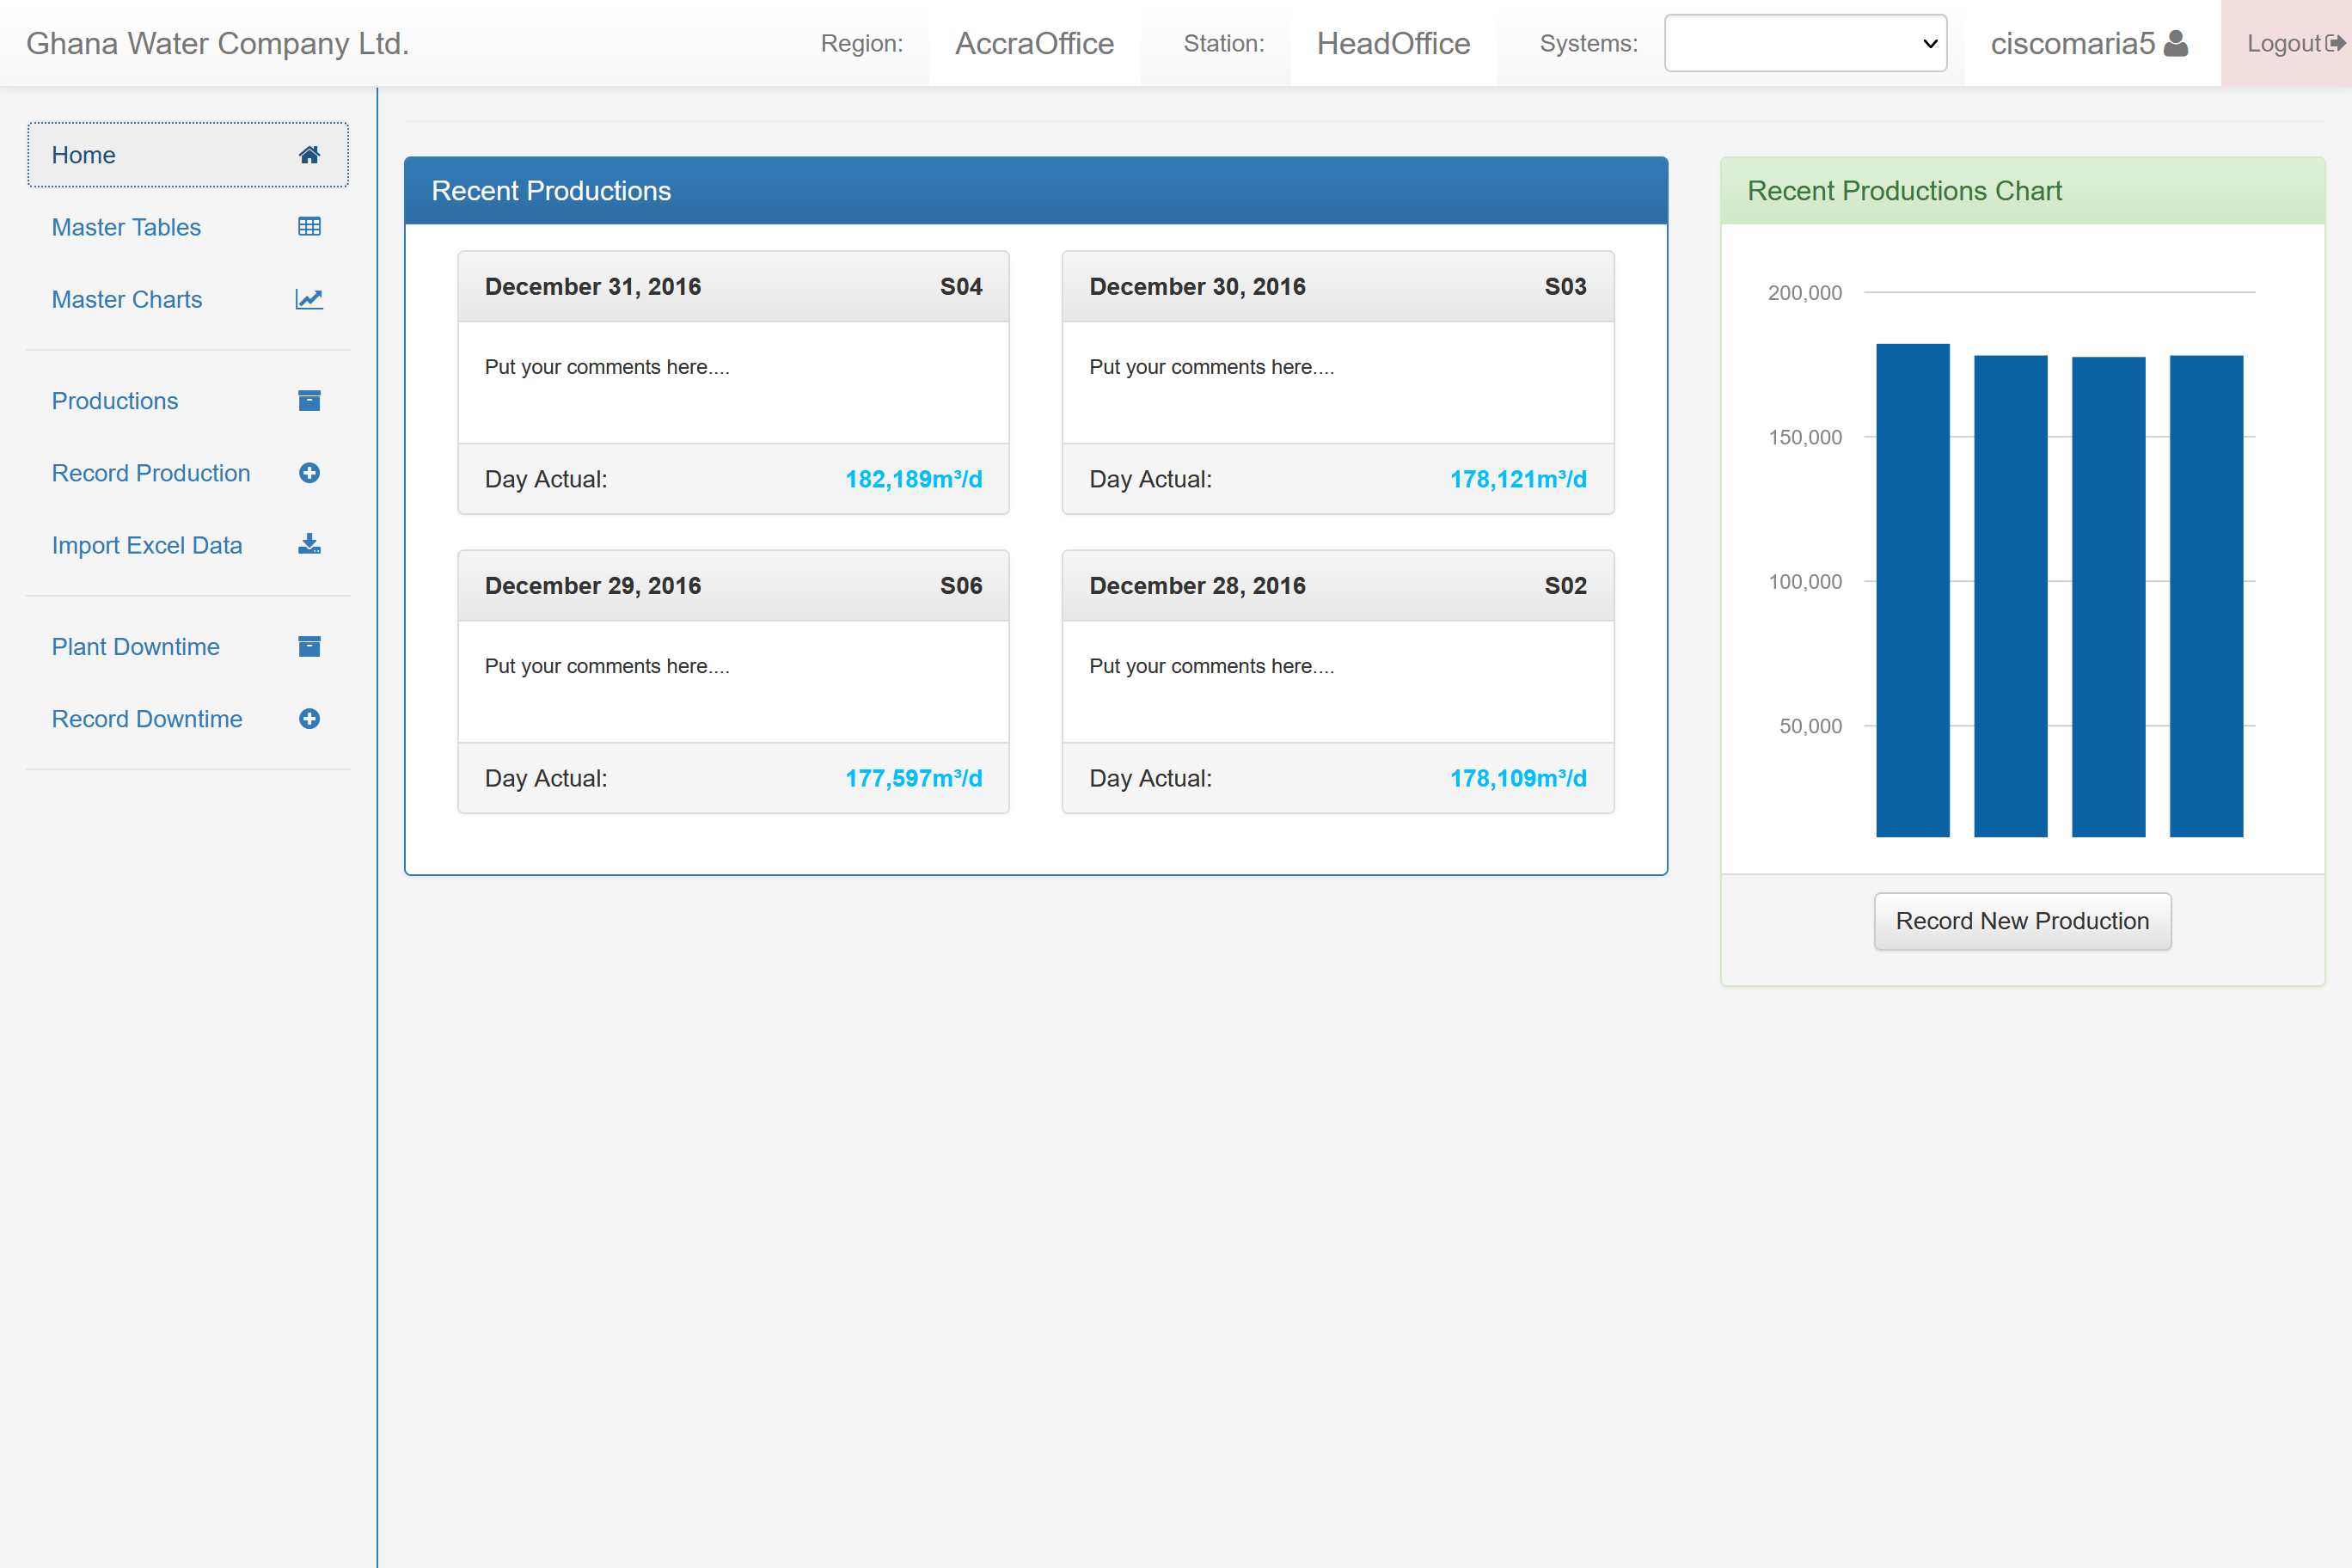 Ghana Water Company Ltd.
Region:
AccraOffice
Station:
HeadOffice
Systems:
ciscomaria5
Logout
Home
Master Tables
Master Charts
Productions
Record Production
Import Excel Data
Plant Downtime
Record Downtime
Recent Productions
December 31, 2016 S04
Put your comments here....
Day Actual: 182,189m³/d
December 30, 2016 S03
Put your comments here....
Day Actual: 178,121m³/d
December 29, 2016 S06
Put your comments here....
Day Actual: 177,597m³/d
December 28, 2016 S02
Put your comments here....
Day Actual: 178,109m³/d
Recent Productions Chart
200,000
150,000
100,000
50,000
Record New Production